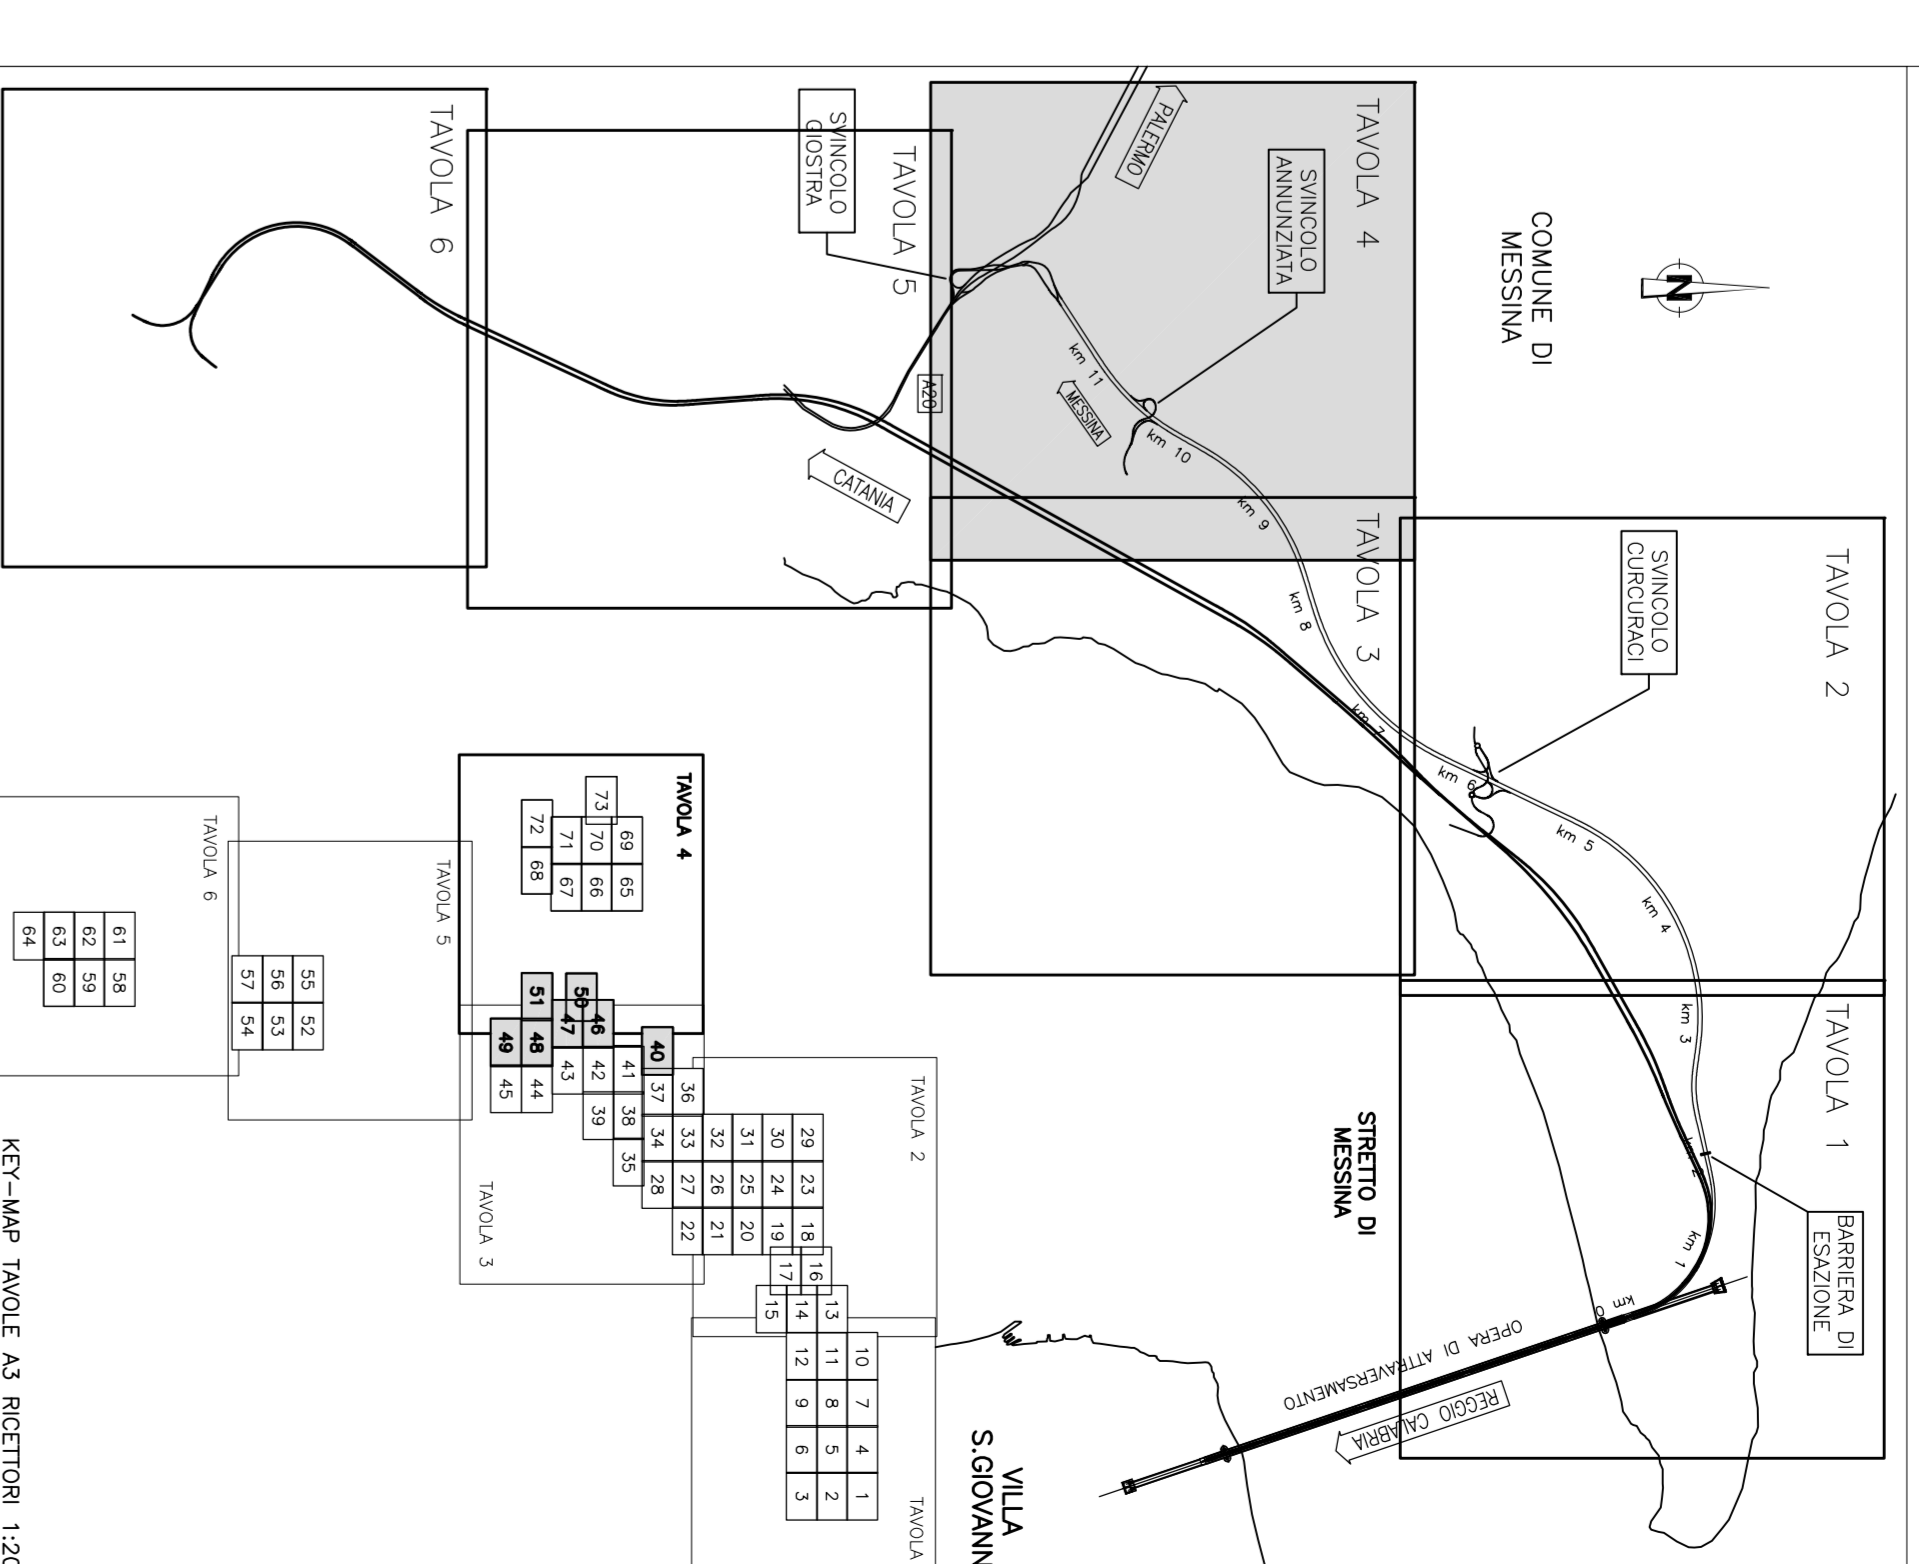 COMUNE DI
MESSINA
N
TAVOLA 4
PALERMO
SVINCOLO
ANNUNZIATA
SVINCOLO
GIOSTRA
TAVOLA 5
TAVOLA 6
A20
CATANIA
MESSINA
km 11
km 10
km 9
km 8
km 7
km 6
km 5
km 4
km 3
km 2
km 1
km 0
TAVOLA 3
TAVOLA 2
SVINCOLO
CURCURACI
TAVOLA 1
BARRIERA DI
ESAZIONE
STRETTO DI
MESSINA
OPERA DI ATTRAVERSAMENTO
REGGIO CALABRIA
VILLA
S.GIOVANN
TAVOLA 4
73
69
65
70
66
71
67
72
68
50
46
47
51
48
49
40
41
42
43
44
45
36
37
38
39
TAVOLA 2
29
23
18
30
24
19
31
25
20
32
26
21
33
27
22
34
28
35
16
17
13
14
15
10
7
4
1
11
8
5
2
12
9
6
3
TAVOLA
TAVOLA 3
TAVOLA 5
55
52
56
53
57
54
TAVOLA 6
61
58
62
59
63
60
64
KEY-MAP TAVOLE A3 RICETTORI 1:20